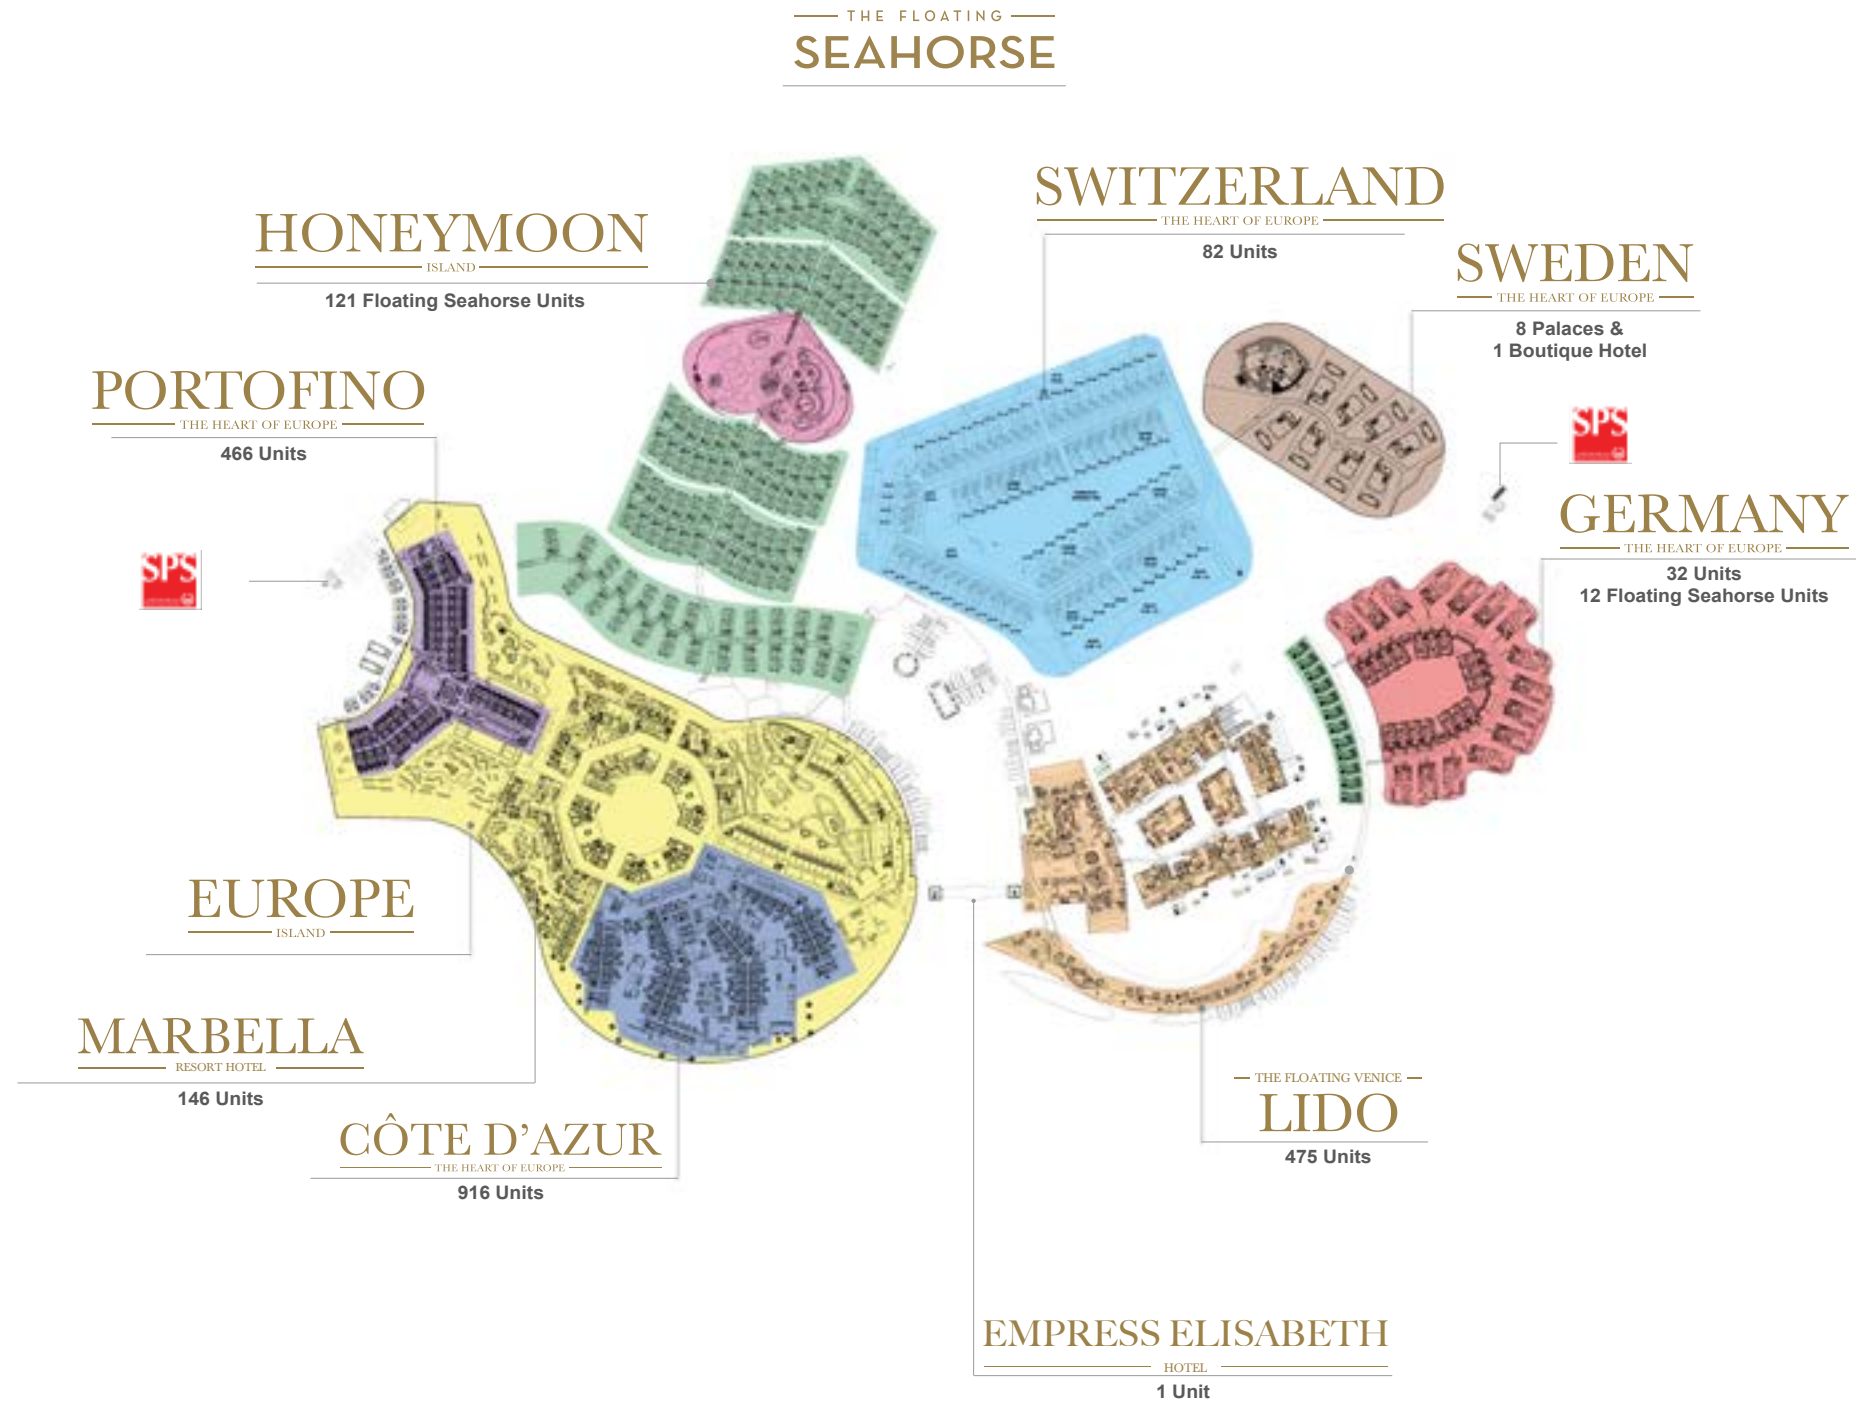 THE FLOATING
SEAHORSE
HONEYMOON
ISLAND
121 Floating Seahorse Units
SWITZERLAND
THE HEART OF EUROPE
82 Units
SWEDEN
THE HEART OF EUROPE
8 Palaces &
1 Boutique Hotel
PORTOFINO
THE HEART OF EUROPE
466 Units
SPS
GERMANY
THE HEART OF EUROPE
32 Units
12 Floating Seahorse Units
SPS
EUROPE
ISLAND
MARBELLA
RESORT HOTEL
146 Units
CÔTE D’AZUR
THE HEART OF EUROPE
916 Units
THE FLOATING VENICE
LIDO
475 Units
EMPRESS ELISABETH
HOTEL
1 Unit